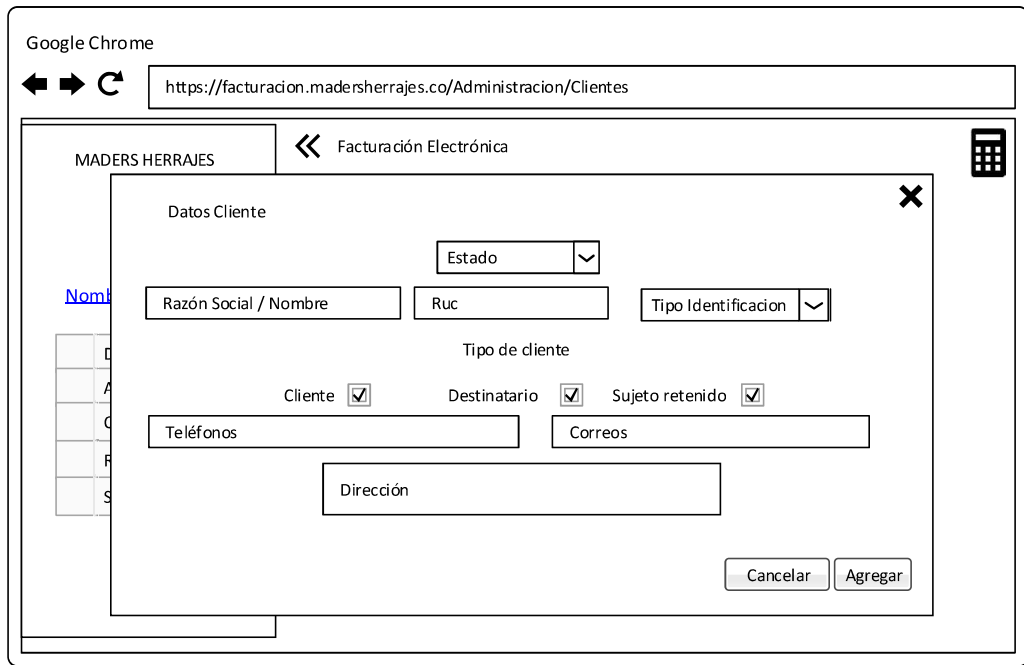 Google Chrome
https://facturacion.madersherrajes.co/Administracion/Clientes
MADERS HERRAJES
Facturación Electrónica
Datos Cliente
Estado
Razón Social / Nombre
Ruc
Tipo Identificacion
Tipo de cliente
Cliente
Destinatario
Sujeto retenido
Teléfonos
Correos
Dirección
Cancelar
Agregar